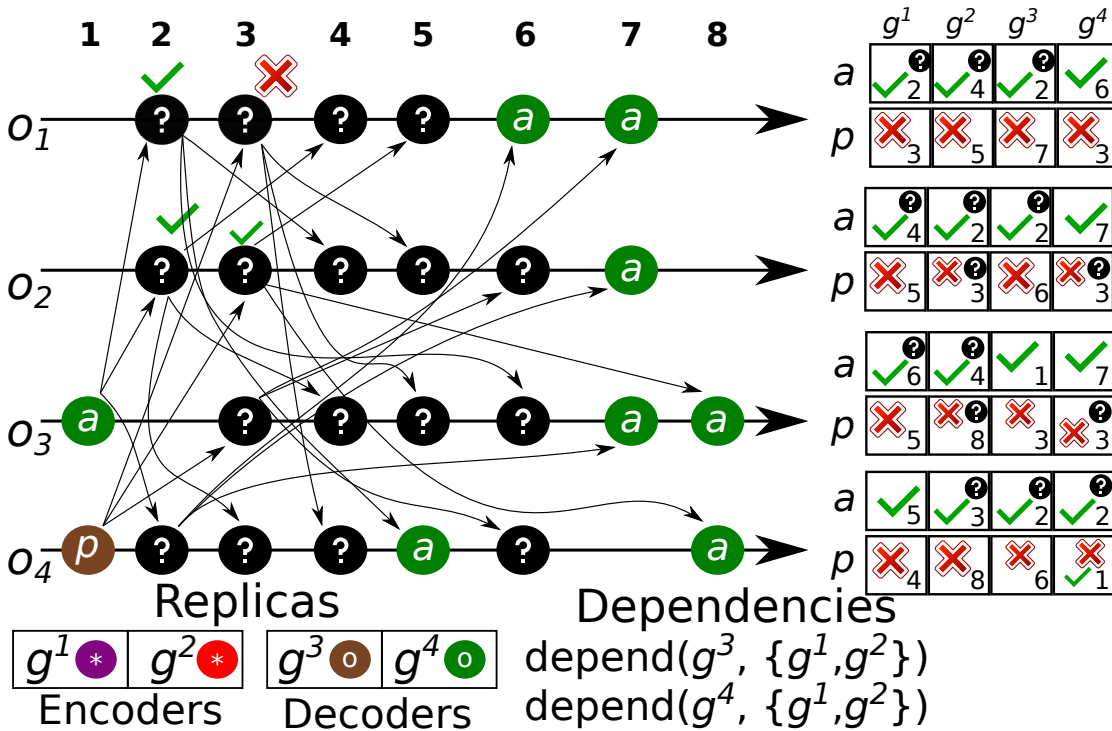 1 2 3 4 5 6 7 8
g1 g2 g3 g4
a ? 2 ? 4 ? 2 6
o1 ? ? ? ? a a
p 3 5 7 3
a ? 4 ? 2 ? 2 7
o2 ? ? ? ? ? a
p 5 ? 3 6 ? 3
a ? 6 ? 4 1 7
o3 a ? ? ? ? a a
p 5 ? 8 3 ? 3
a 5 ? 3 ? 2 ? 2
o4 p ? ? ? a ? a
p 4 8 6 1
Replicas
g1 * g2 *
Encoders
g3 o g4 o
Decoders
Dependencies
depend(g3, {g1,g2})
depend(g4, {g1,g2})